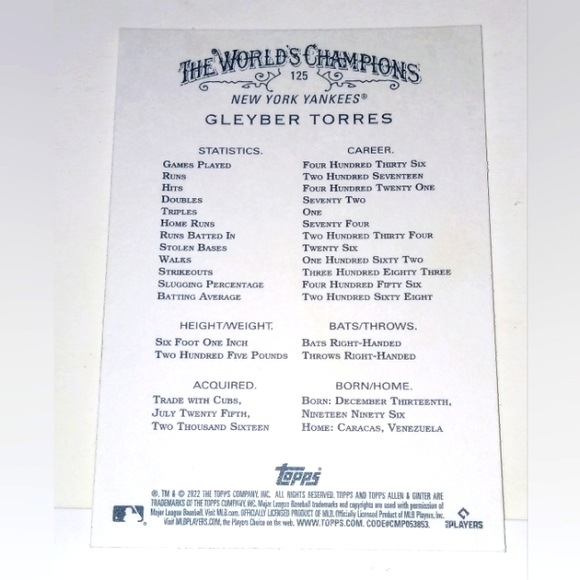 THE WORLD'S CHAMPIONS
125
NEW YORK YANKEES®
GLEYBER TORRES
STATISTICS. CAREER.
GAMES PLAYED FOUR HUNDRED THIRTY SIX
RUNS TWO HUNDRED SEVENTEEN
HITS FOUR HUNDRED TWENTY ONE
DOUBLES SEVENTY TWO
TRIPLES ONE
HOME RUNS SEVENTY FOUR
RUNS BATTED IN TWO HUNDRED THIRTY FOUR
STOLEN BASES TWENTY SIX
WALKS ONE HUNDRED SIXTY TWO
STRIKEOUTS THREE HUNDRED EIGHTY THREE
SLUGGING PERCENTAGE FOUR HUNDRED FIFTY SIX
BATTING AVERAGE TWO HUNDRED SIXTY EIGHT
HEIGHT/WEIGHT.
SIX FOOT ONE INCH
TWO HUNDRED FIVE POUNDS
BATS/THROWS.
BATS RIGHT-HANDED
THROWS RIGHT-HANDED
ACQUIRED.
TRADE WITH CUBS,
JULY TWENTY FIFTH,
TWO THOUSAND SIXTEEN
BORN/HOME.
BORN: DECEMBER THIRTEENTH,
NINETEEN NINETY SIX
HOME: CARACAS, VENEZUELA
Topps
®, TM & © 2022 THE TOPPS COMPANY, INC. ALL RIGHTS RESERVED. TOPPS AND TOPPS ALLEN & GINTER ARE
TRADEMARKS OF THE TOPPS COMPANY, INC. Major League Baseball trademarks and copyrights are used with permission of
Major League Baseball. Visit MLB.com. OFFICIALLY LICENSED PRODUCT OF MLB. Officially Licensed Product of MLB Players, Inc.
Visit MLBPLAYERS.com, the Players Choice on the web. WWW.TOPPS.COM. CODE#CMP053853.
PLAYERS